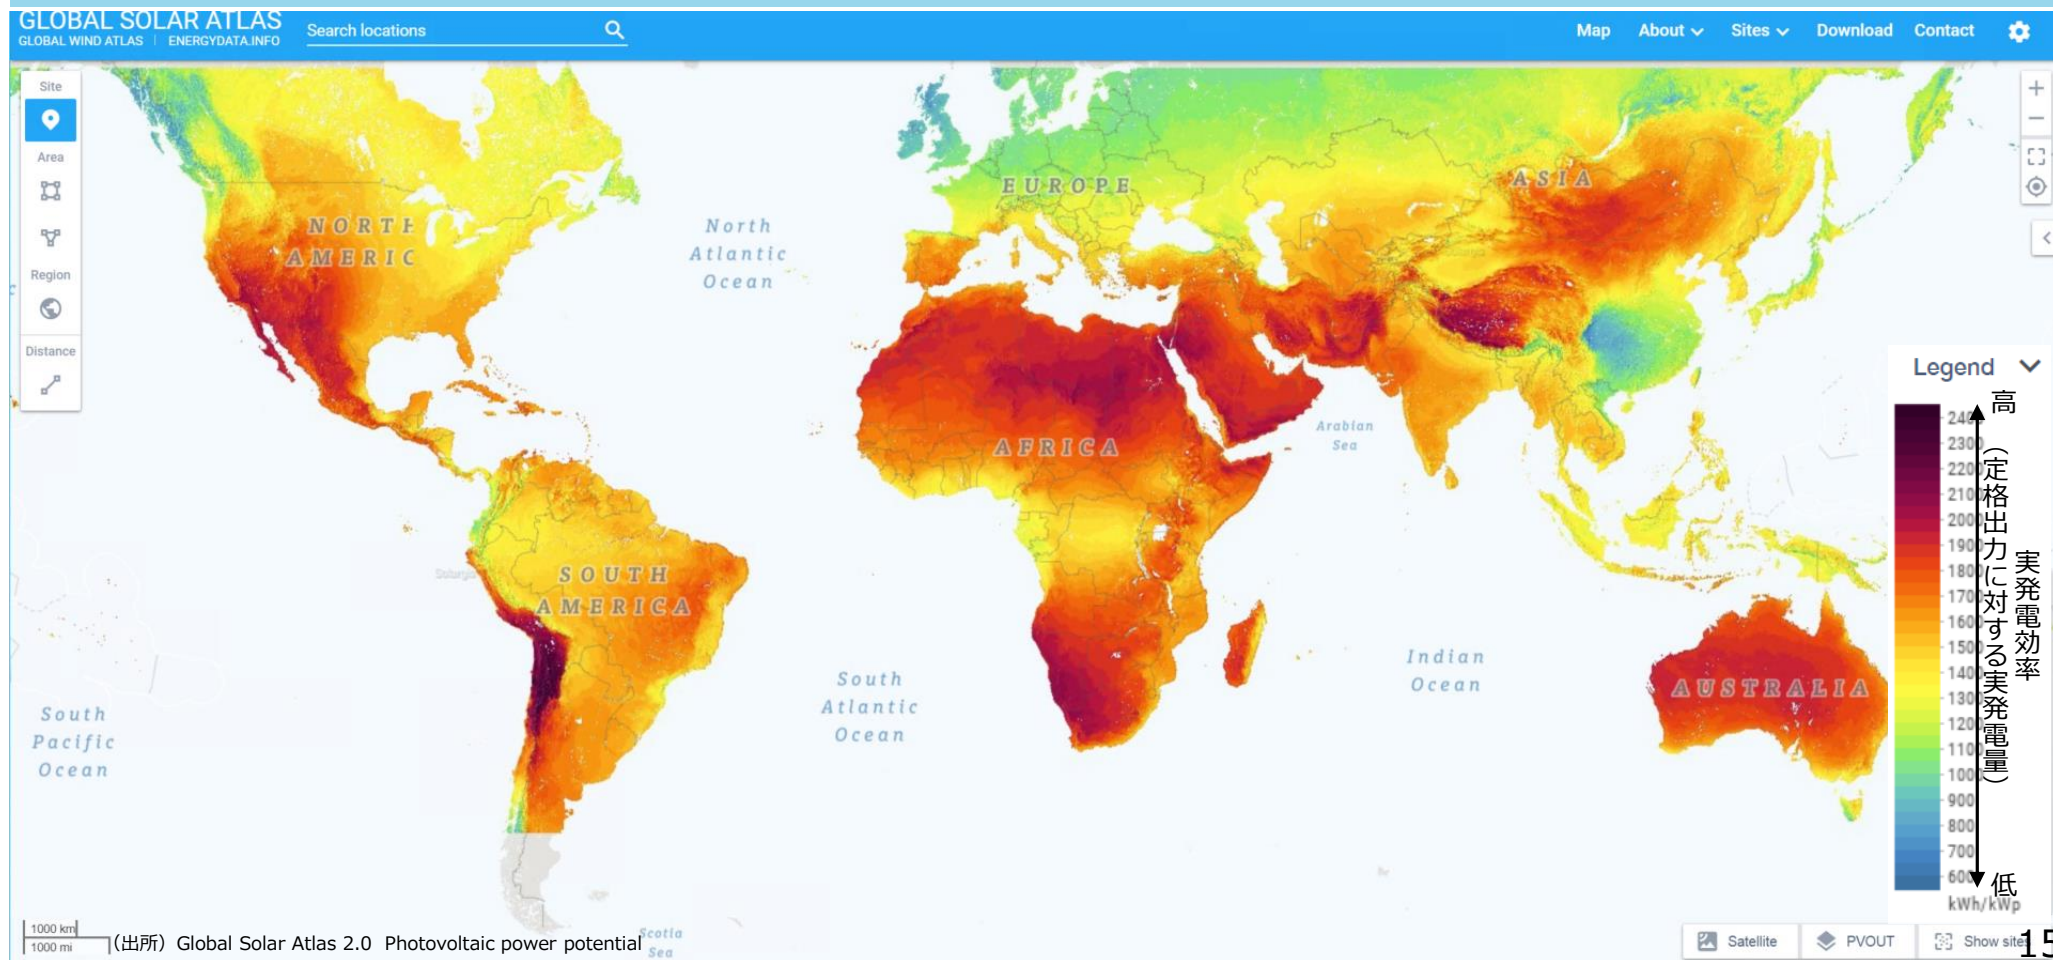 GLOBAL SOLAR ATLAS
GLOBAL WIND ATLAS | ENERGYDATA.INFO
Search locations
Map
About
Sites
Download
Contact
Site
Area
Region
Distance
NORTH
AMERIC
North
Atlantic
Ocean
EUROPE
ASIA
AFRICA
Arabian
Sea
SOUTH
AMERICA
South
Atlantic
Ocean
Indian
Ocean
AUSTRALIA
South
Pacific
Ocean
Scotia
Sea
Legend
高
2300
2200
2100
2000
1900
1800
1700
1600
1500
1400
1300
1200
1100
1000
900
800
700
600
低
kWh/kWp
実発電効率
（定格出力に対する実発電量）
1000 km
1000 mi
（出所）Global Solar Atlas 2.0 Photovoltaic power potential
Satellite
PVOUT
Show sites
15